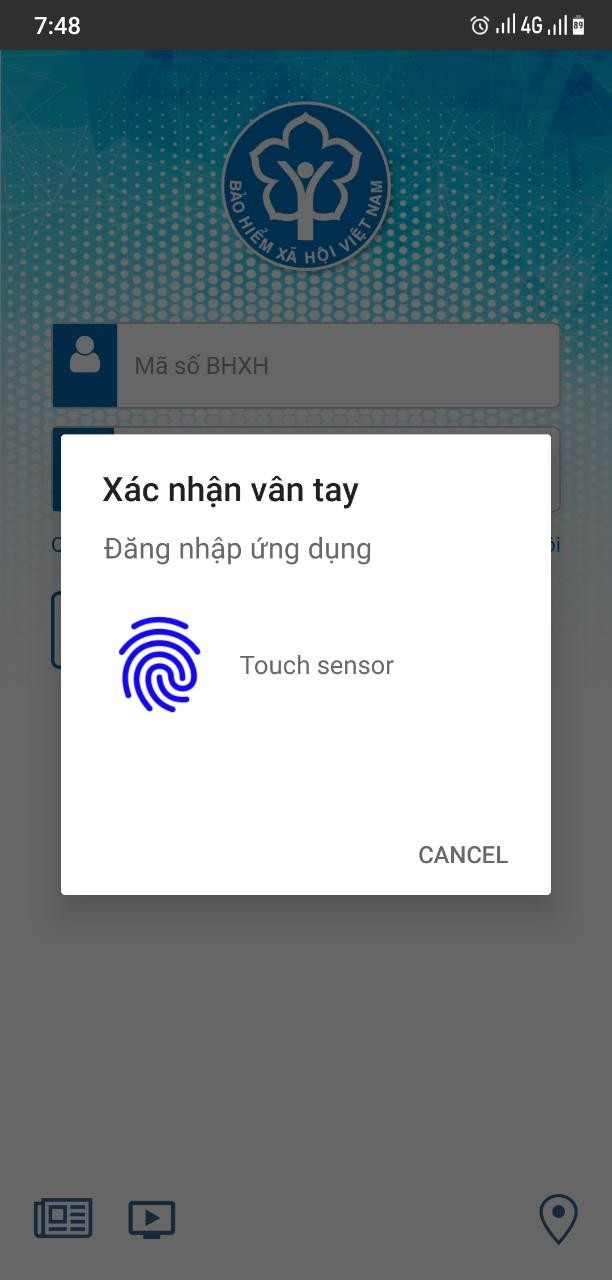 7:48
4G
89
BẢO HIỂM XÃ HỘI VIỆT NAM
Mã số BHXH
Xác nhận vân tay
Đăng nhập ứng dụng
Touch sensor
CANCEL